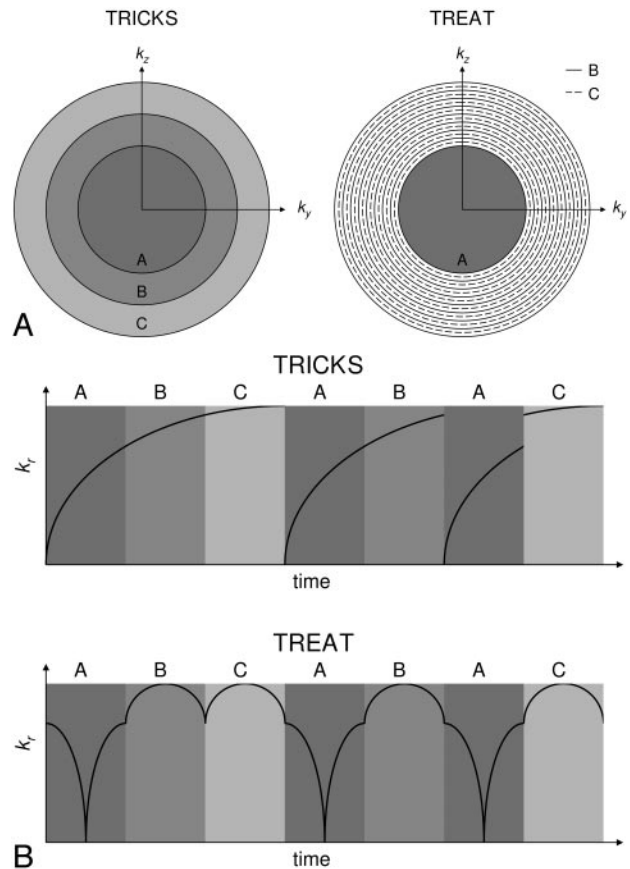 TRICKS TREAT
k_z k_z
B
C
k_y k_y
A A
B
C
A
TRICKS
A B C A B A C
k_r
time
TREAT
A B C A B A C
k_r
B
time